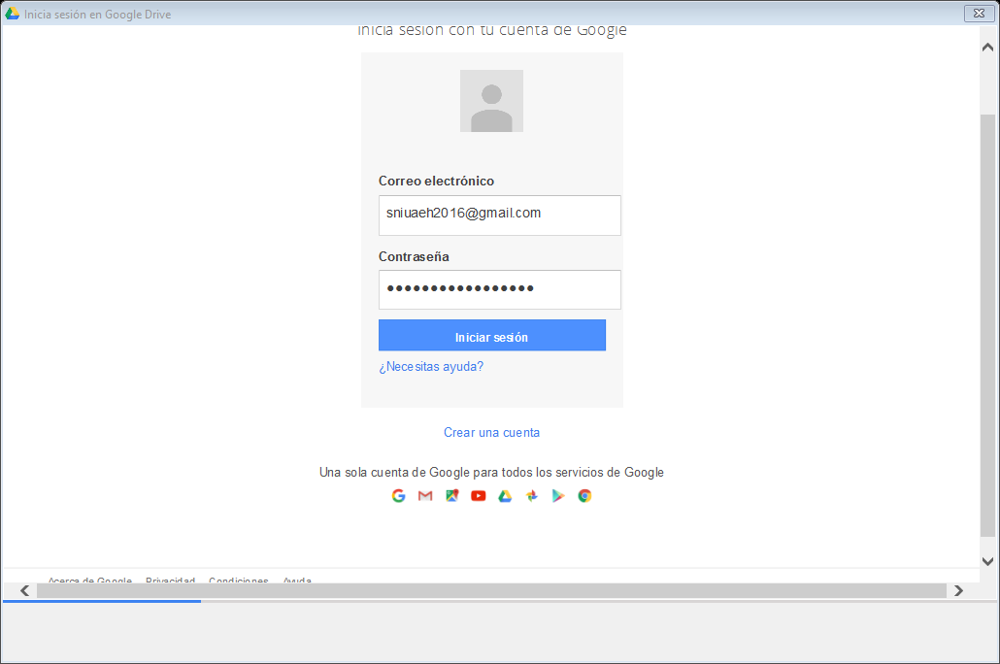 Inicia sesión en Google Drive
Inicia sesión con tu cuenta de Google
Correo electrónico
sniuaeh2016@gmail.com
Contraseña
●●●●●●●●●●●●●●●●●
Iniciar sesión
¿Necesitas ayuda?
Crear una cuenta
Una sola cuenta de Google para todos los servicios de Google
Acerca de Google Privacidad Condiciones Ayuda